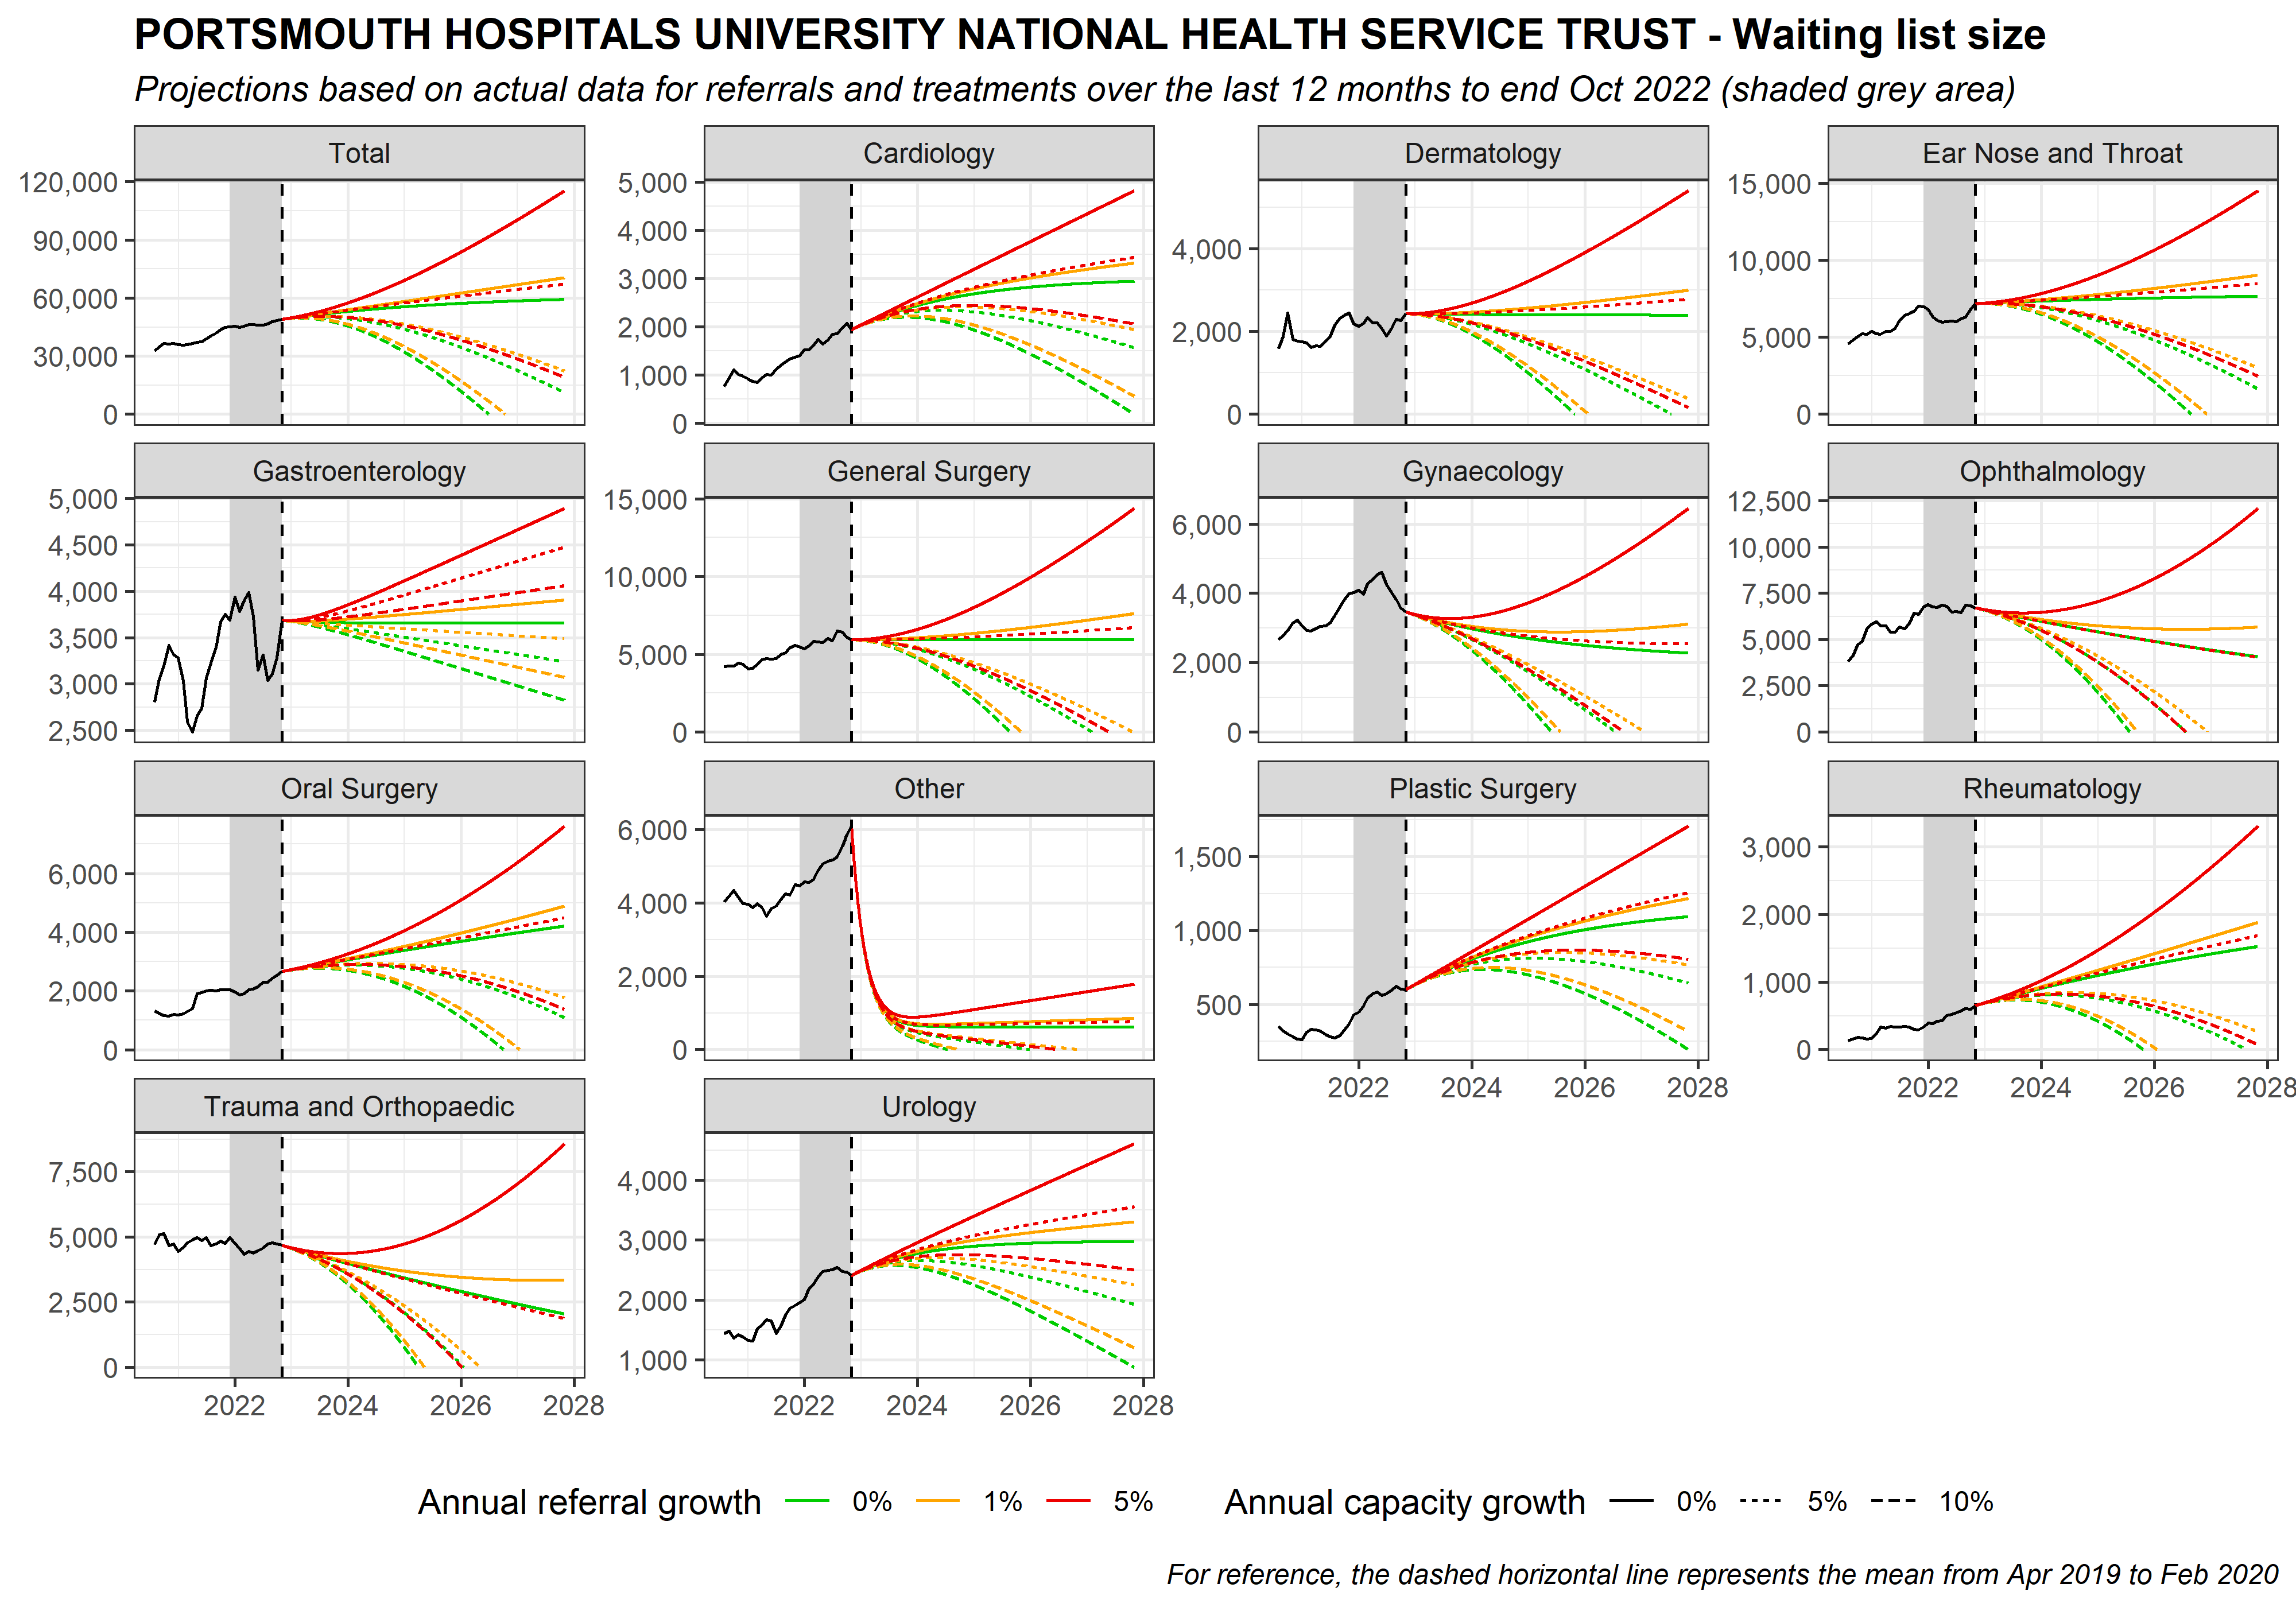 PORTSMOUTH HOSPITALS UNIVERSITY NATIONAL HEALTH SERVICE TRUST - Waiting list size
Projections based on actual data for referrals and treatments over the last 12 months to end Oct 2022 (shaded grey area)
Total
120,000
90,000
60,000
30,000
0
Cardiology
5,000
4,000
3,000
2,000
1,000
0
Dermatology
4,000
2,000
0
Ear Nose and Throat
15,000
10,000
5,000
0
Gastroenterology
5,000
4,500
4,000
3,500
3,000
2,500
General Surgery
15,000
10,000
5,000
0
Gynaecology
6,000
4,000
2,000
0
Ophthalmology
12,500
10,000
7,500
5,000
2,500
0
Oral Surgery
6,000
4,000
2,000
0
Other
6,000
4,000
2,000
0
Plastic Surgery
1,500
1,000
500
2022 2024 2026 2028
Rheumatology
3,000
2,000
1,000
0
2022 2024 2026 2028
Trauma and Orthopaedic
7,500
5,000
2,500
0
2022 2024 2026 2028
Urology
4,000
3,000
2,000
1,000
2022 2024 2026 2028
Annual referral growth 0% 1% 5%
Annual capacity growth 0% 5% 10%
For reference, the dashed horizontal line represents the mean from Apr 2019 to Feb 2020